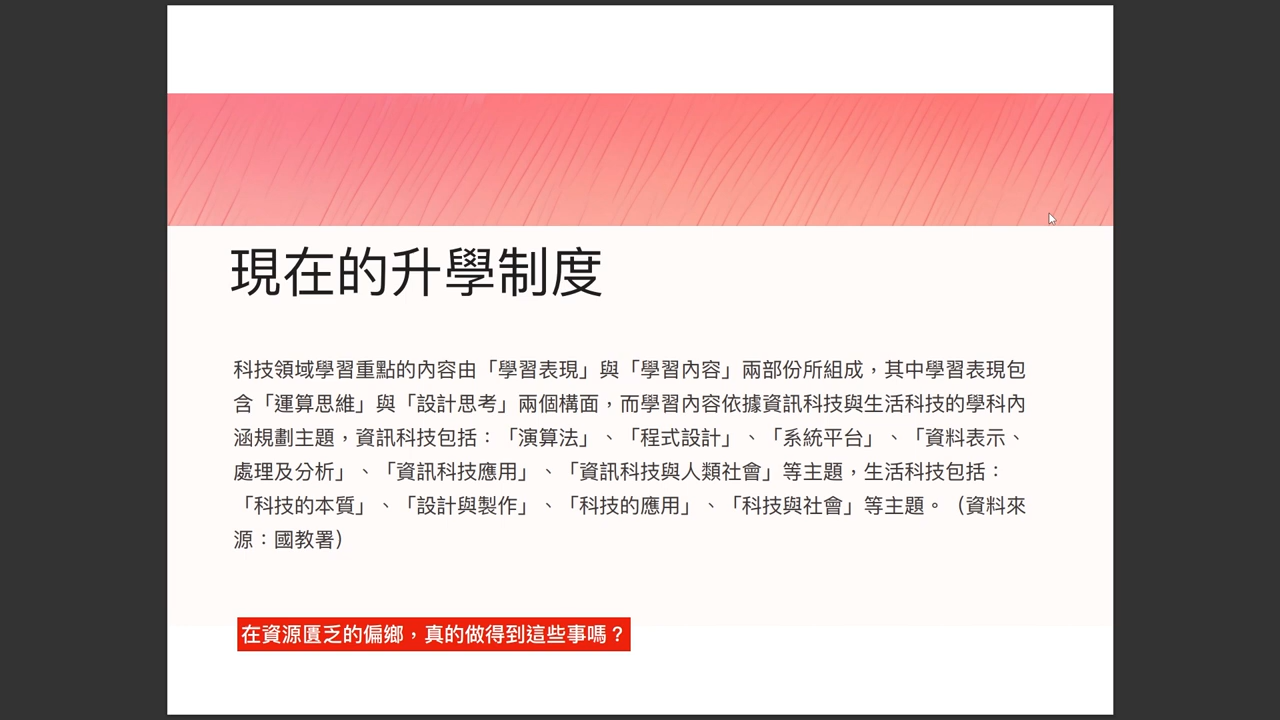 現在的升學制度
科技領域學習重點的內容由「學習表現」與「學習內容」兩部份所組成，其中學習表現包
含「運算思維」與「設計思考」兩個構面，而學習內容依據資訊科技與生活科技的學科內
涵規劃主題，資訊科技包括：「演算法」、「程式設計」、「系統平台」、「資料表示、
處理及分析」、「資訊科技應用」、「資訊科技與人類社會」等主題，生活科技包括：
「科技的本質」、「設計與製作」、「科技的應用」、「科技與社會」等主題。（資料來
源：國教署）
在資源匱乏的偏鄉，真的做得到這些事嗎？